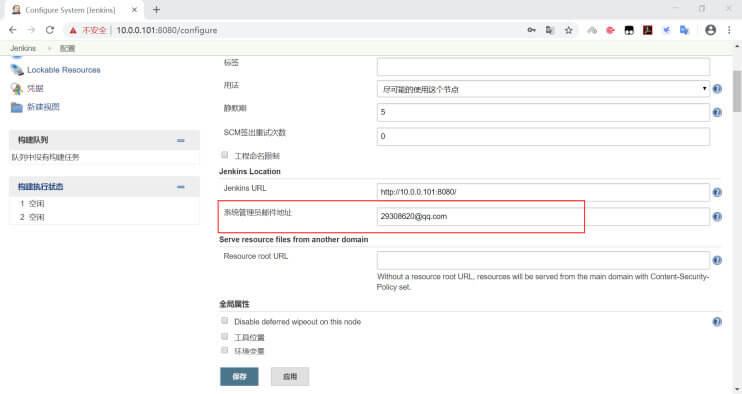 Configure System [Jenkins]
不安全 | 10.0.0.101:8080/configure
Jenkins 配置
Lockable Resources
凭据
新建视图
构建队列
队列中没有构建任务
构建执行状态
1 空闲
2 空闲
标签
用法 尽可能的使用这个节点
静默期 5
SCM签出重试次数 0
工程命名限制
Jenkins Location
Jenkins URL http://10.0.0.101:8080/
系统管理员邮件地址 29308620@qq.com
Serve resource files from another domain
Resource root URL
Without a resource root URL, resources will be served from the main domain with Content-Security-
Policy set.
全局属性
Disable deferred wipeout on this node
工具位置
环境变量
保存 应用